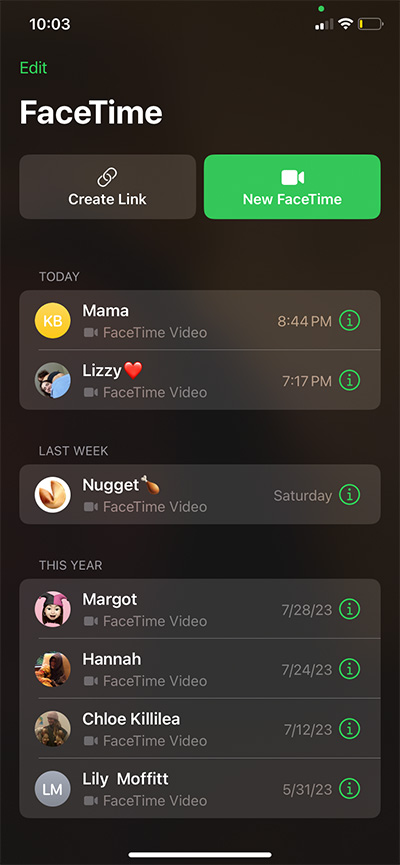 10:03
Edit
FaceTime
Create Link
New FaceTime
TODAY
KB
Mama
FaceTime Video
8:44 PM
Lizzy❤️
FaceTime Video
7:17 PM
LAST WEEK
Nugget🍗
FaceTime Video
Saturday
THIS YEAR
Margot
FaceTime Video
7/28/23
Hannah
FaceTime Video
7/24/23
Chloe Killilea
FaceTime Video
7/12/23
LM
Lily  Moffitt
FaceTime Video
5/31/23